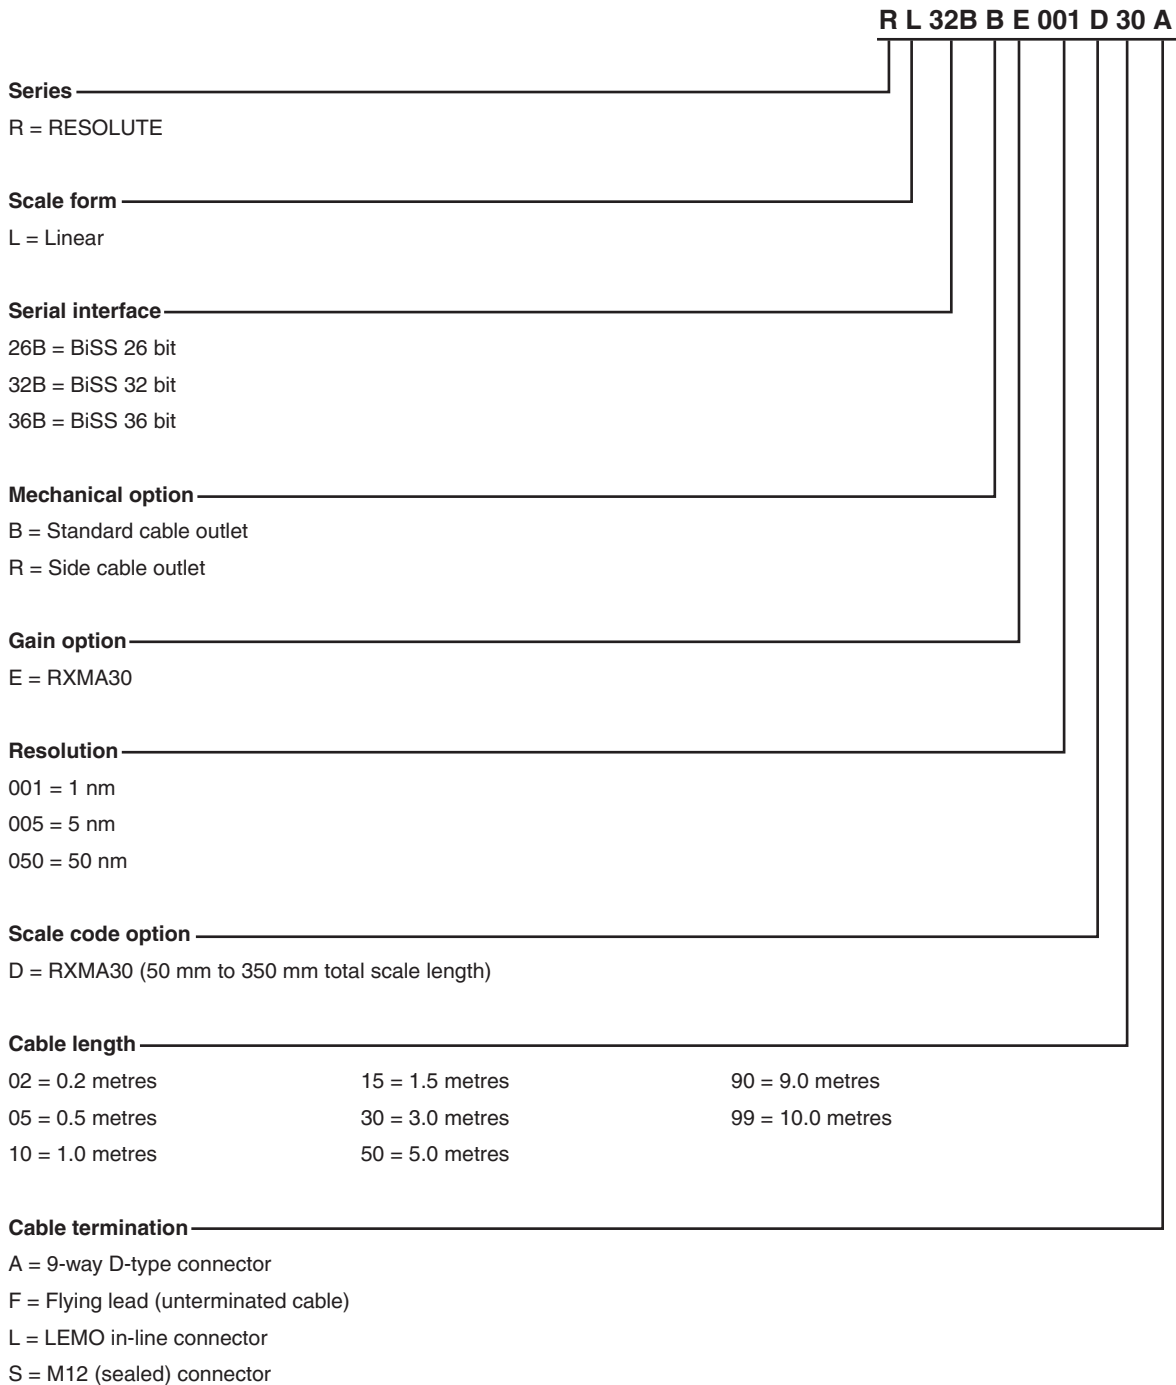 R L 32B B E 001 D 30 A
Series
R = RESOLUTE
Scale form
L = Linear
Serial interface
26B = BiSS 26 bit
32B = BiSS 32 bit
36B = BiSS 36 bit
Mechanical option
B = Standard cable outlet
R = Side cable outlet
Gain option
E = RXMA30
Resolution
001 = 1 nm
005 = 5 nm
050 = 50 nm
Scale code option
D = RXMA30 (50 mm to 350 mm total scale length)
Cable length
02 = 0.2 metres 15 = 1.5 metres 90 = 9.0 metres
05 = 0.5 metres 30 = 3.0 metres 99 = 10.0 metres
10 = 1.0 metres 50 = 5.0 metres
Cable termination
A = 9-way D-type connector
F = Flying lead (unterminated cable)
L = LEMO in-line connector
S = M12 (sealed) connector